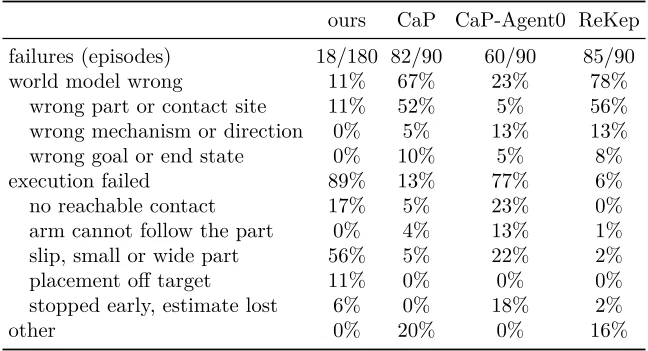 ours CaP CaP-Agent0 ReKep
failures (episodes) 18/180 82/90 60/90 85/90
world model wrong 11% 67% 23% 78%
wrong part or contact site 11% 52% 5% 56%
wrong mechanism or direction 0% 5% 13% 13%
wrong goal or end state 0% 10% 5% 8%
execution failed 89% 13% 77% 6%
no reachable contact 17% 5% 23% 0%
arm cannot follow the part 0% 4% 13% 1%
slip, small or wide part 56% 5% 22% 2%
placement off target 11% 0% 0% 0%
stopped early, estimate lost 6% 0% 18% 2%
other 0% 20% 0% 16%